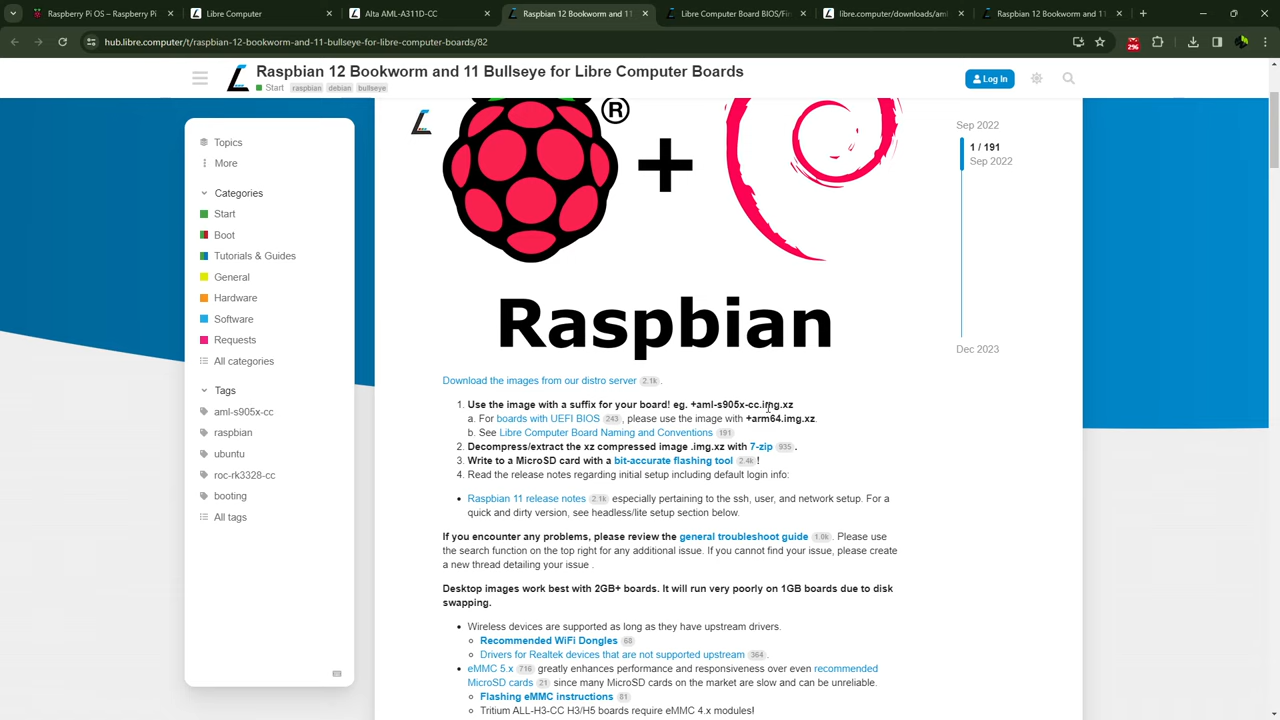 Raspberry Pi OS – Raspberry Pi
Libre Computer
Alta AML-A311D-CC
Raspbian 12 Bookworm and 11
Libre Computer Board BIOS/Fir
libre.computer/downloads/aml
Raspbian 12 Bookworm and 11
hub.libre.computer/t/raspbian-12-bookworm-and-11-bullseye-for-libre-computer-boards/82
Raspbian 12 Bookworm and 11 Bullseye for Libre Computer Boards
Start raspbian debian bullseye
Log In
Topics
More
Categories
Start
Boot
Tutorials & Guides
General
Hardware
Software
Requests
All categories
Tags
aml-s905x-cc
raspbian
ubuntu
roc-rk3328-cc
booting
All tags
® +
Raspbian
Download the images from our distro server 2.1k .
1. Use the image with a suffix for your board! eg. +aml-s905x-cc.img.xz
a. For boards with UEFI BIOS 243 , please use the image with +arm64.img.xz.
b. See Libre Computer Board Naming and Conventions 191
2. Decompress/extract the xz compressed image .img.xz with 7-zip 935 .
3. Write to a MicroSD card with a bit-accurate flashing tool 2.4k !
4. Read the release notes regarding initial setup including default login info:
• Raspbian 11 release notes 2.1k especially pertaining to the ssh, user, and network setup. For a
quick and dirty version, see headless/lite setup section below.
If you encounter any problems, please review the general troubleshoot guide 1.0k . Please use
the search function on the top right for any additional issue. If you cannot find your issue, please create
a new thread detailing your issue .
Desktop images work best with 2GB+ boards. It will run very poorly on 1GB boards due to disk
swapping.
• Wireless devices are supported as long as they have upstream drivers.
Recommended WiFi Dongles 68
Drivers for Realtek devices that are not supported upstream 364 .
• eMMC 5.x 716 greatly enhances performance and responsiveness over even recommended
MicroSD cards 21 since many MicroSD cards on the market are slow and can be unreliable.
Flashing eMMC instructions 81
Tritium ALL-H3-CC H3/H5 boards require eMMC 4.x modules!
Sep 2022
1 / 191
Sep 2022
Dec 2023